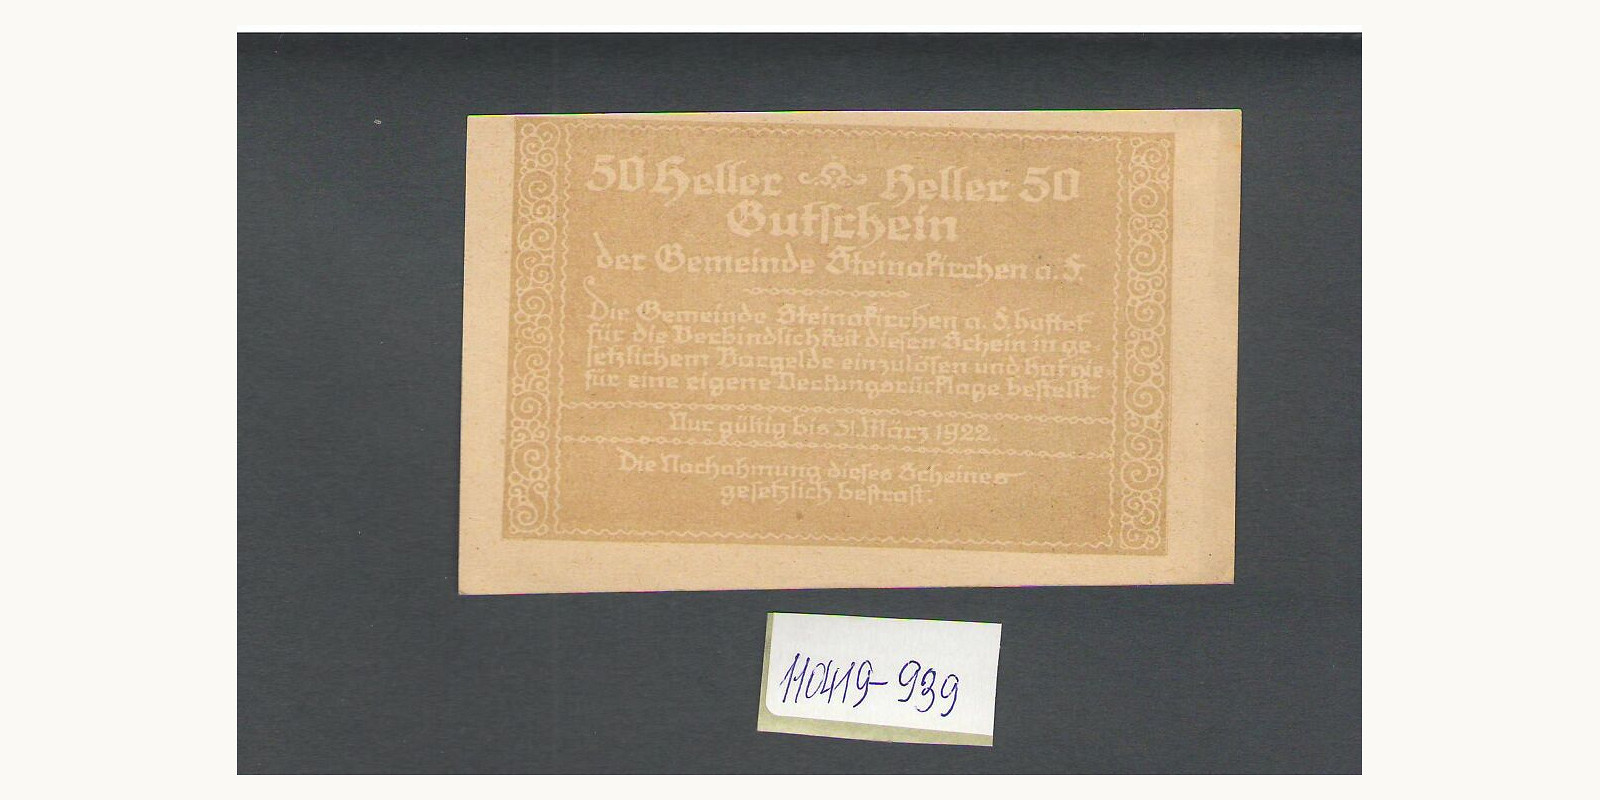 50 Heller Heller 50
Gutschein
der Gemeinde Steinakirchen a. F.
Die Gemeinde Steinakirchen a. F. haftet
für die Verbindlichkeit diesen Schein in ge-
setzlichem Bargelde einzulösen und hat sie
für eine eigene Deckungsrücklage bestellt.
Nur gültig bis 31. März 1922.
Die Nachahmung dieses Scheines
gesetzlich bestraft.
110419-939